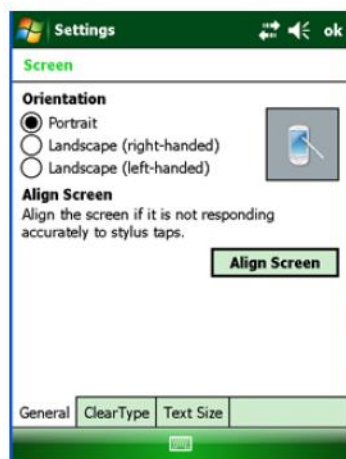 Settings ok
Screen
Orientation
Portrait
Landscape (right-handed)
Landscape (left-handed)
Align Screen
Align the screen if it is not responding
accurately to stylus taps.
Align Screen
General ClearType Text Size